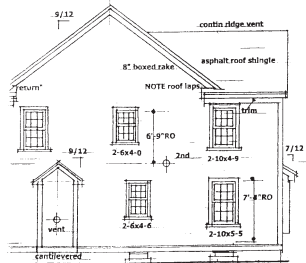 9/12
contin ridge vent
8" boxed rake
asphalt roof shingle
"return"
NOTE roof laps
trim
6'-9"RO
9/12
2-6x4-0
2nd
2-10x4-9
7/12
7'-4"RO
2-6x4-6
vent
2-10x5-5
cantilevered